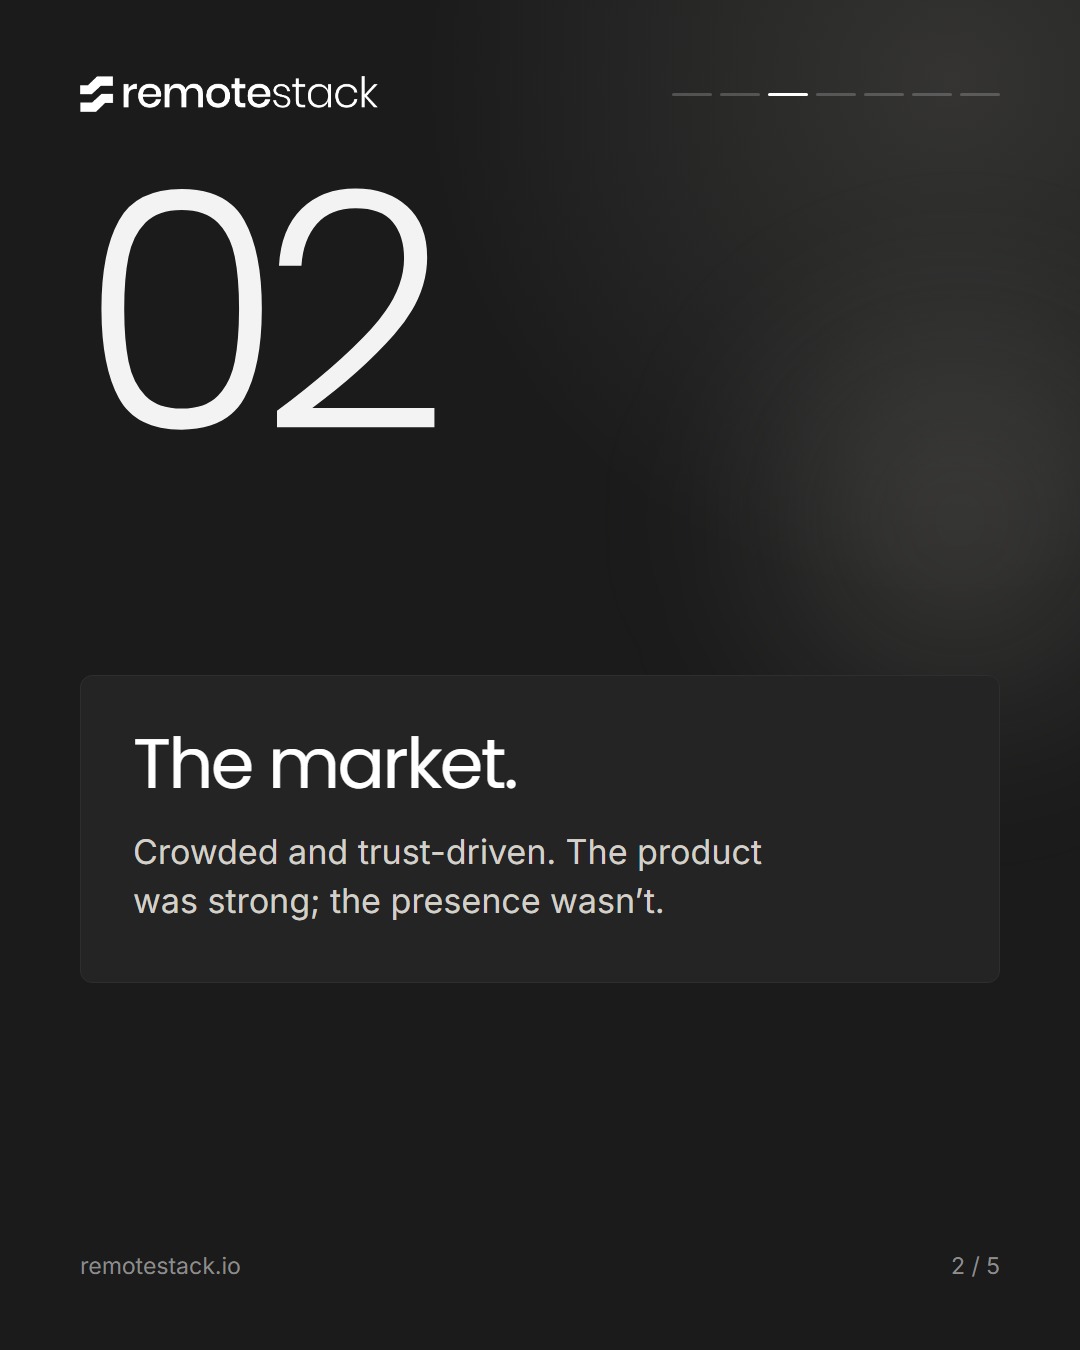 remotestack
02
The market.
Crowded and trust-driven. The product
was strong; the presence wasn’t.
remotestack.io
2 / 5